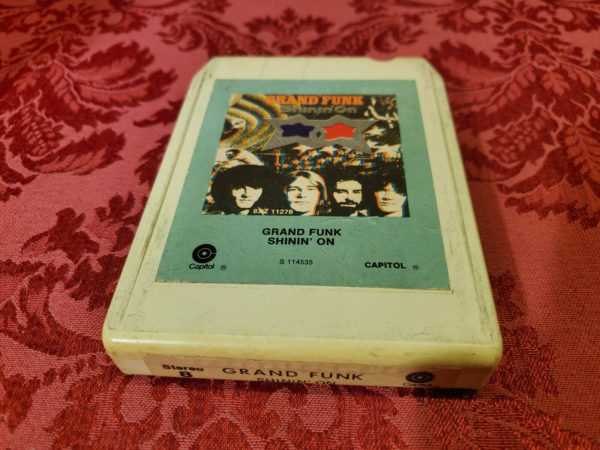 GRAND FUNK
Shinin' On
8XZ 11278
GRAND FUNK
SHININ' ON
Capitol ®
S 114535
CAPITOL ®
Stereo
8
GRAND FUNK
SHININ' ON